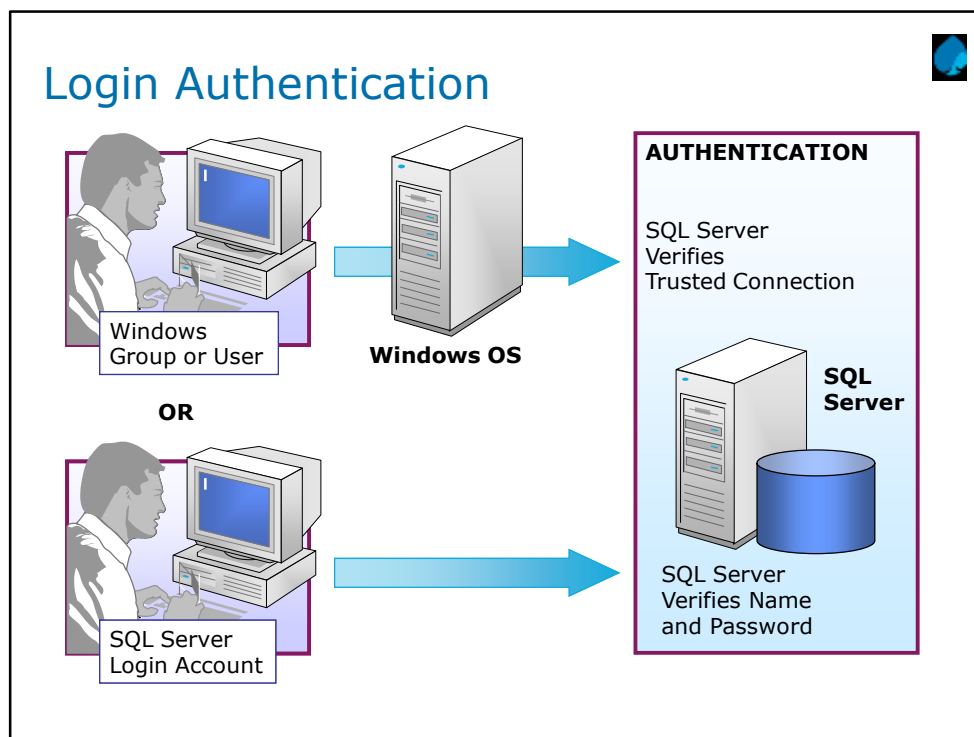 Login Authentication
Windows
Group or User
Windows OS
OR
SQL Server
Login Account
AUTHENTICATION
SQL Server
Verifies
Trusted Connection
SQL
Server
SQL Server
Verifies Name
and Password